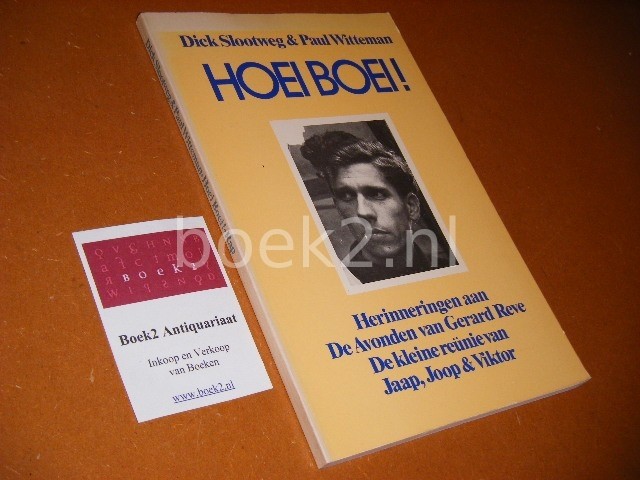 Dick Slootweg & Paul Witteman
HOEI BOEI!
Herinneringen aan
De Avonden van Gerard Reve
De kleine reünie van
Jaap, Joop & Viktor
boek2.nl
BOEK2
Boek2 Antiquariaat
Inkoop en Verkoop
van Boeken
www.boek2.nl